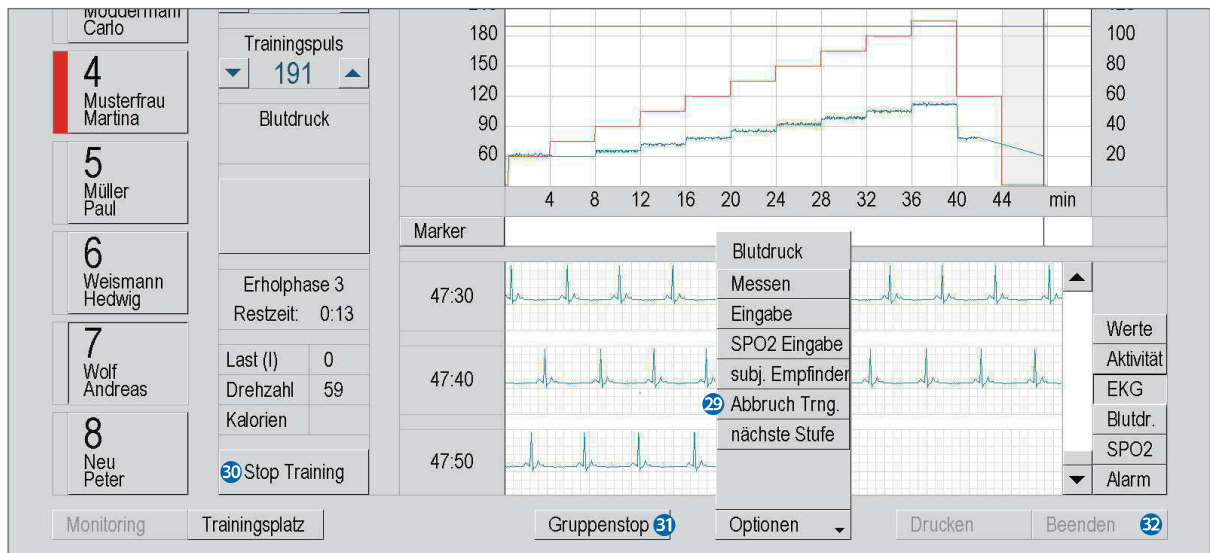 Moddermann
Carlo
4
Musterfrau
Martina
5
Müller
Paul
6
Weismann
Hedwig
7
Wolf
Andreas
8
Neu
Peter
Trainingspuls
191
Blutdruck
Erholphase 3
Restzeit: 0:13
Last (I) 0
Drehzahl 59
Kalorien
30 Stop Training
180
150
120
90
60
100
80
60
40
20
4 8 12 16 20 24 28 32 36 40 44 min
Marker
47:30
47:40
47:50
Blutdruck
Messen
Eingabe
SPO2 Eingabe
subj. Empfinder
29 Abbruch Trng.
nächste Stufe
Werte
Aktivität
EKG
Blutdr.
SPO2
Alarm
Monitoring Trainingsplatz Gruppenstop 31 Optionen Drucken Beenden 32